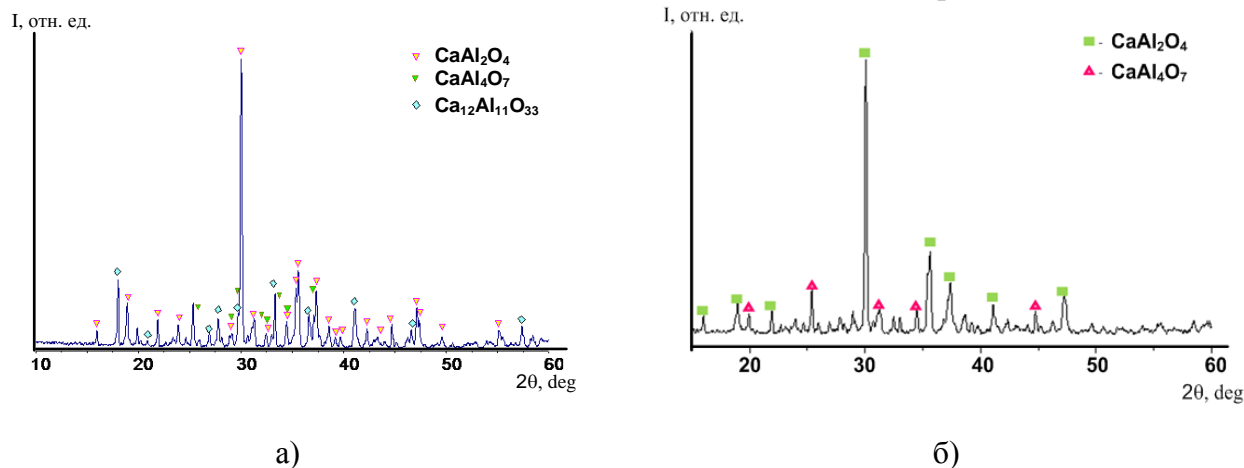 I, отн. ед.
CaAl₂O₄
CaAl₄O₇
Ca₁₂Al₁₁O₃₃
10 20 30 40 50 60
2θ, deg
а)
I, отн. ед.
- CaAl₂O₄
- CaAl₄O₇
20 30 40 50 60
2θ, deg
б)